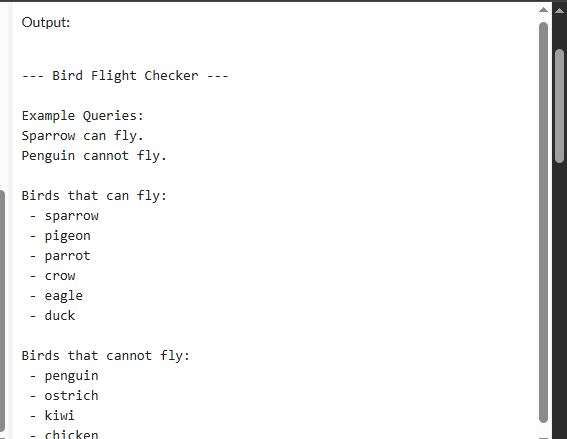 Output:
--- Bird Flight Checker ---
Example Queries:
Sparrow can fly.
Penguin cannot fly.
Birds that can fly:
- sparrow
- pigeon
- parrot
- crow
- eagle
- duck
Birds that cannot fly:
- penguin
- ostrich
- kiwi
- chicken